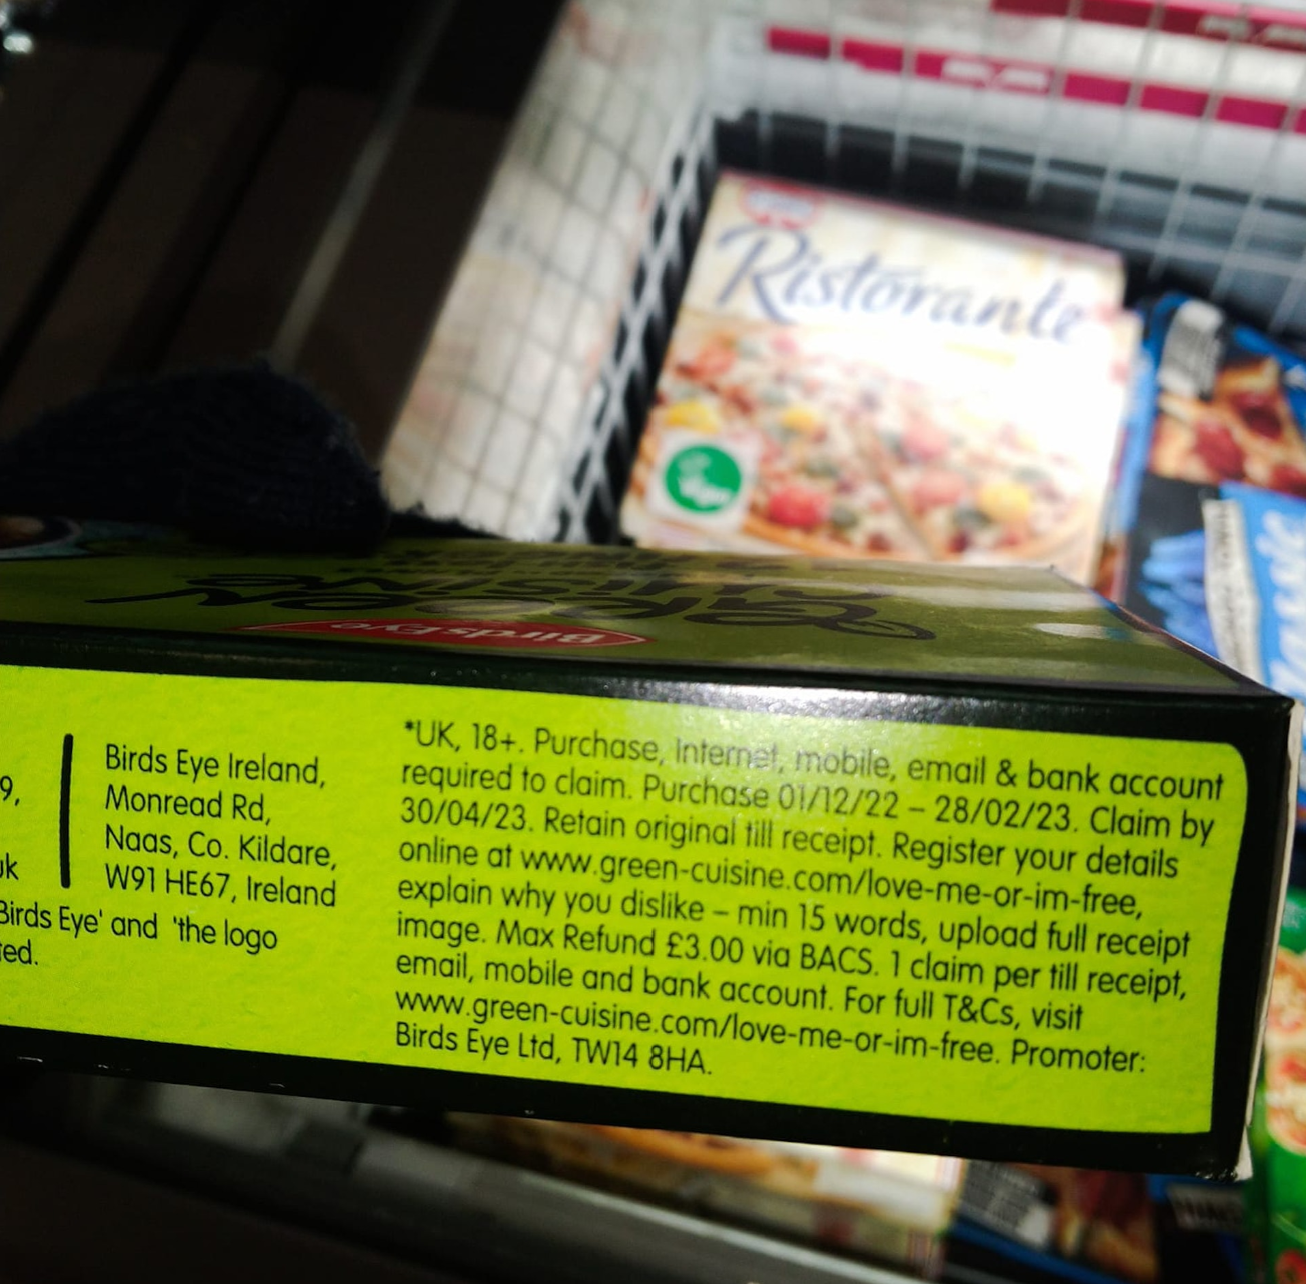 Ristorante
Vegan
Green
Cuisine
BirdsEye
9,
uk
Birds Eye Ireland,
Monread Rd,
Naas, Co. Kildare,
W91 HE67, Ireland
Birds Eye' and 'the logo
ted.
*UK, 18+. Purchase, internet, mobile, email & bank account
required to claim. Purchase 01/12/22 – 28/02/23. Claim by
30/04/23. Retain original till receipt. Register your details
online at www.green-cuisine.com/love-me-or-im-free,
explain why you dislike – min 15 words, upload full receipt
image. Max Refund £3.00 via BACS. 1 claim per till receipt,
email, mobile and bank account. For full T&Cs, visit
www.green-cuisine.com/love-me-or-im-free. Promoter:
Birds Eye Ltd, TW14 8HA.